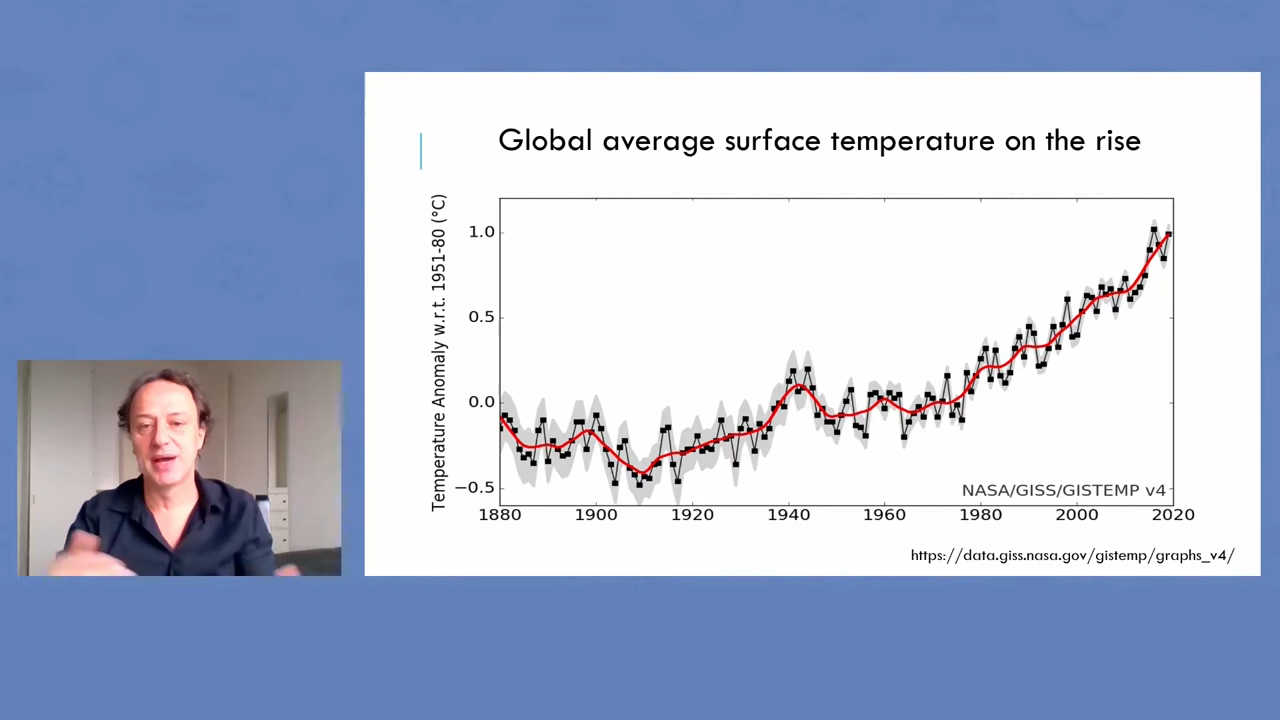 Global average surface temperature on the rise
Temperature Anomaly w.r.t. 1951-80 (°C)
1.0
0.5
0.0
−0.5
NASA/GISS/GISTEMP v4
1880 1900 1920 1940 1960 1980 2000 2020
https://data.giss.nasa.gov/gistemp/graphs_v4/